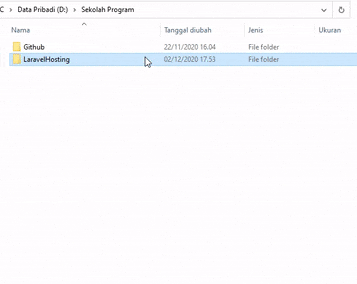 C > Data Pribadi (D:) > Sekolah Program
Nama Tanggal diubah Jenis Ukuran
Github 22/11/2020 16.04 File folder
LaravelHosting 02/12/2020 17.53 File folder